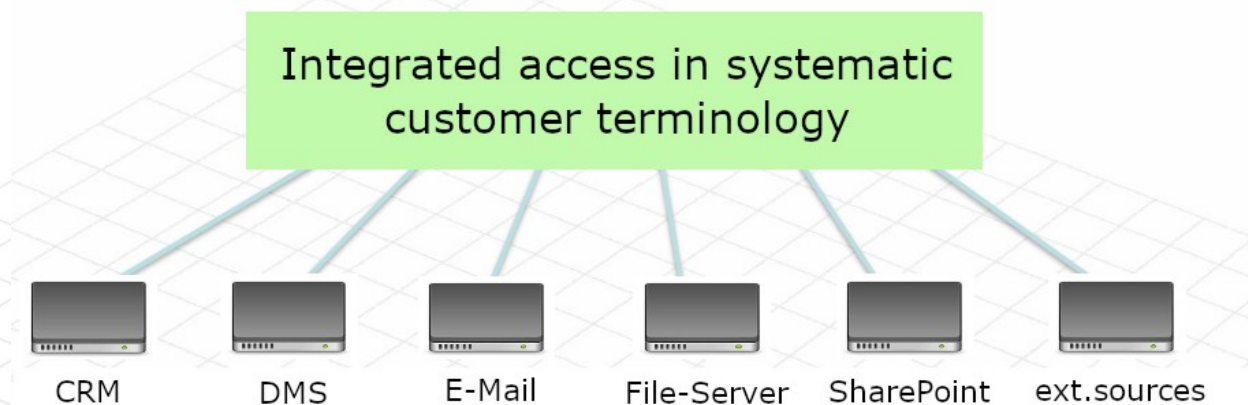 Integrated access in systematic
customer terminology
CRM
DMS
E-Mail
File-Server
SharePoint
ext.sources